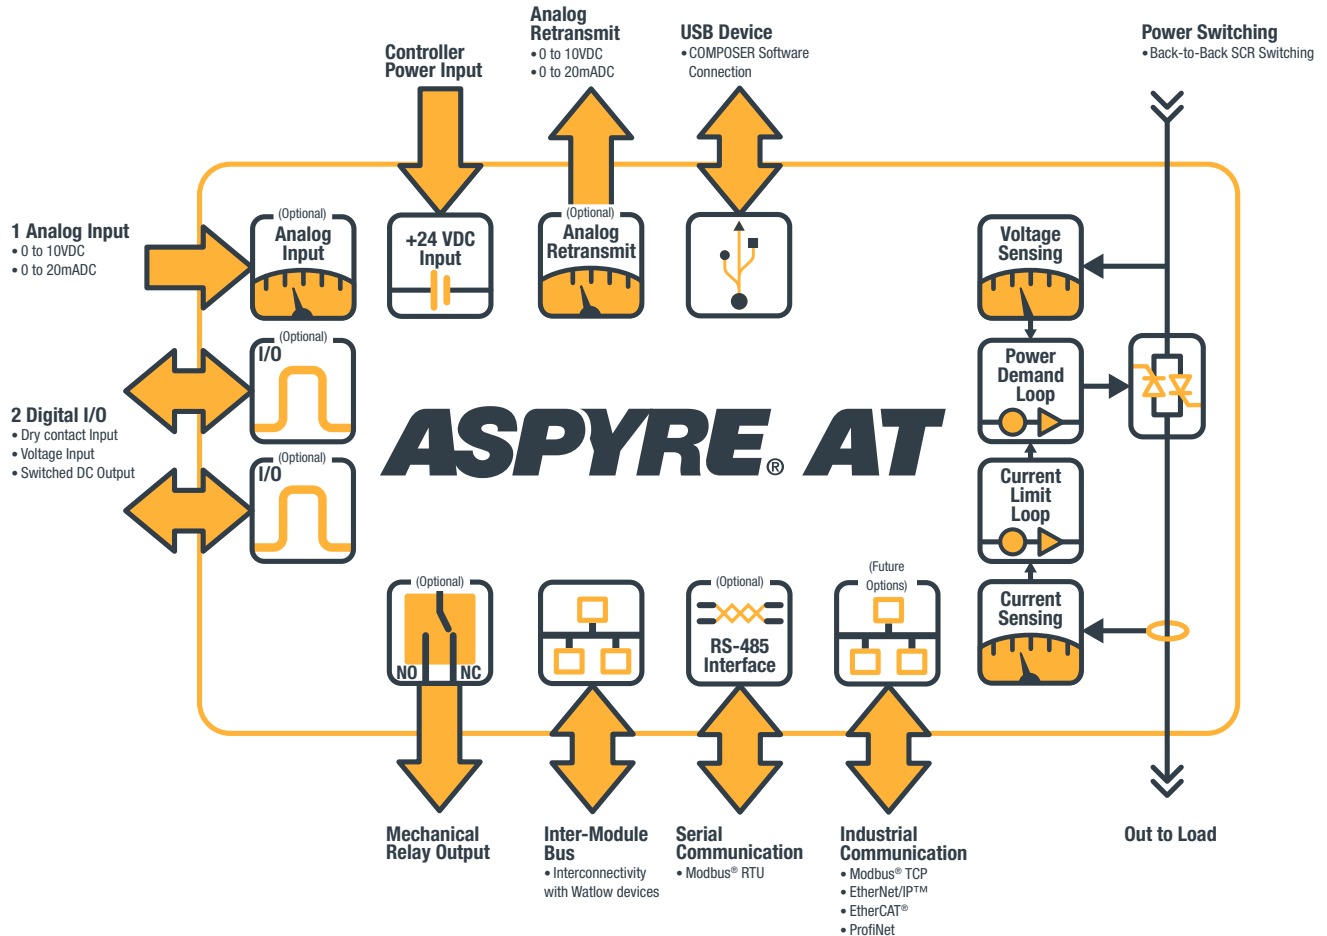 Analog
Retransmit
• 0 to 10VDC
• 0 to 20mADC
USB Device
• COMPOSER Software
Connection
Power Switching
• Back-to-Back SCR Switching
Controller
Power Input
1 Analog Input
• 0 to 10VDC
• 0 to 20mADC
(Optional)
Analog
Input
+24 VDC
Input
(Optional)
Analog
Retransmit
Voltage
Sensing
2 Digital I/O
• Dry contact Input
• Voltage Input
• Switched DC Output
(Optional)
I/O
(Optional)
I/O
ASPYRE® AT
Power
Demand
Loop
Current
Limit
Loop
Current
Sensing
(Optional)
NO
NC
(Optional)
RS-485
Interface
(Future
Options)
Mechanical
Relay Output
Inter-Module
Bus
• Interconnectivity
with Watlow devices
Serial
Communication
• Modbus® RTU
Industrial
Communication
• Modbus® TCP
• EtherNet/IP™
• EtherCAT®
• ProfiNet
Out to Load